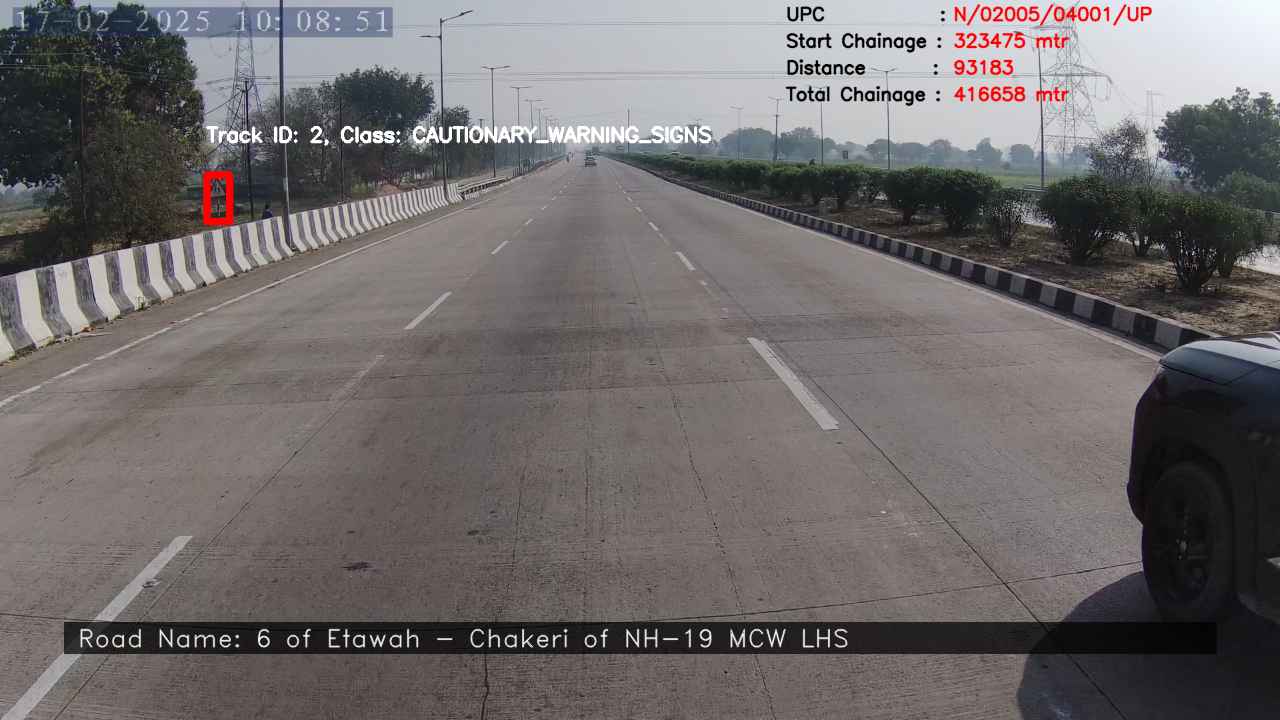 17-02-2025 10:08:51
UPC : N/02005/04001/UP
Start Chainage : 323475 mtr
Distance : 93183
Total Chainage : 416658 mtr
Track ID: 2, Class: CAUTIONARY_WARNING_SIGNS
Road Name: 6 of Etawah - Chakeri of NH-19 MCW LHS